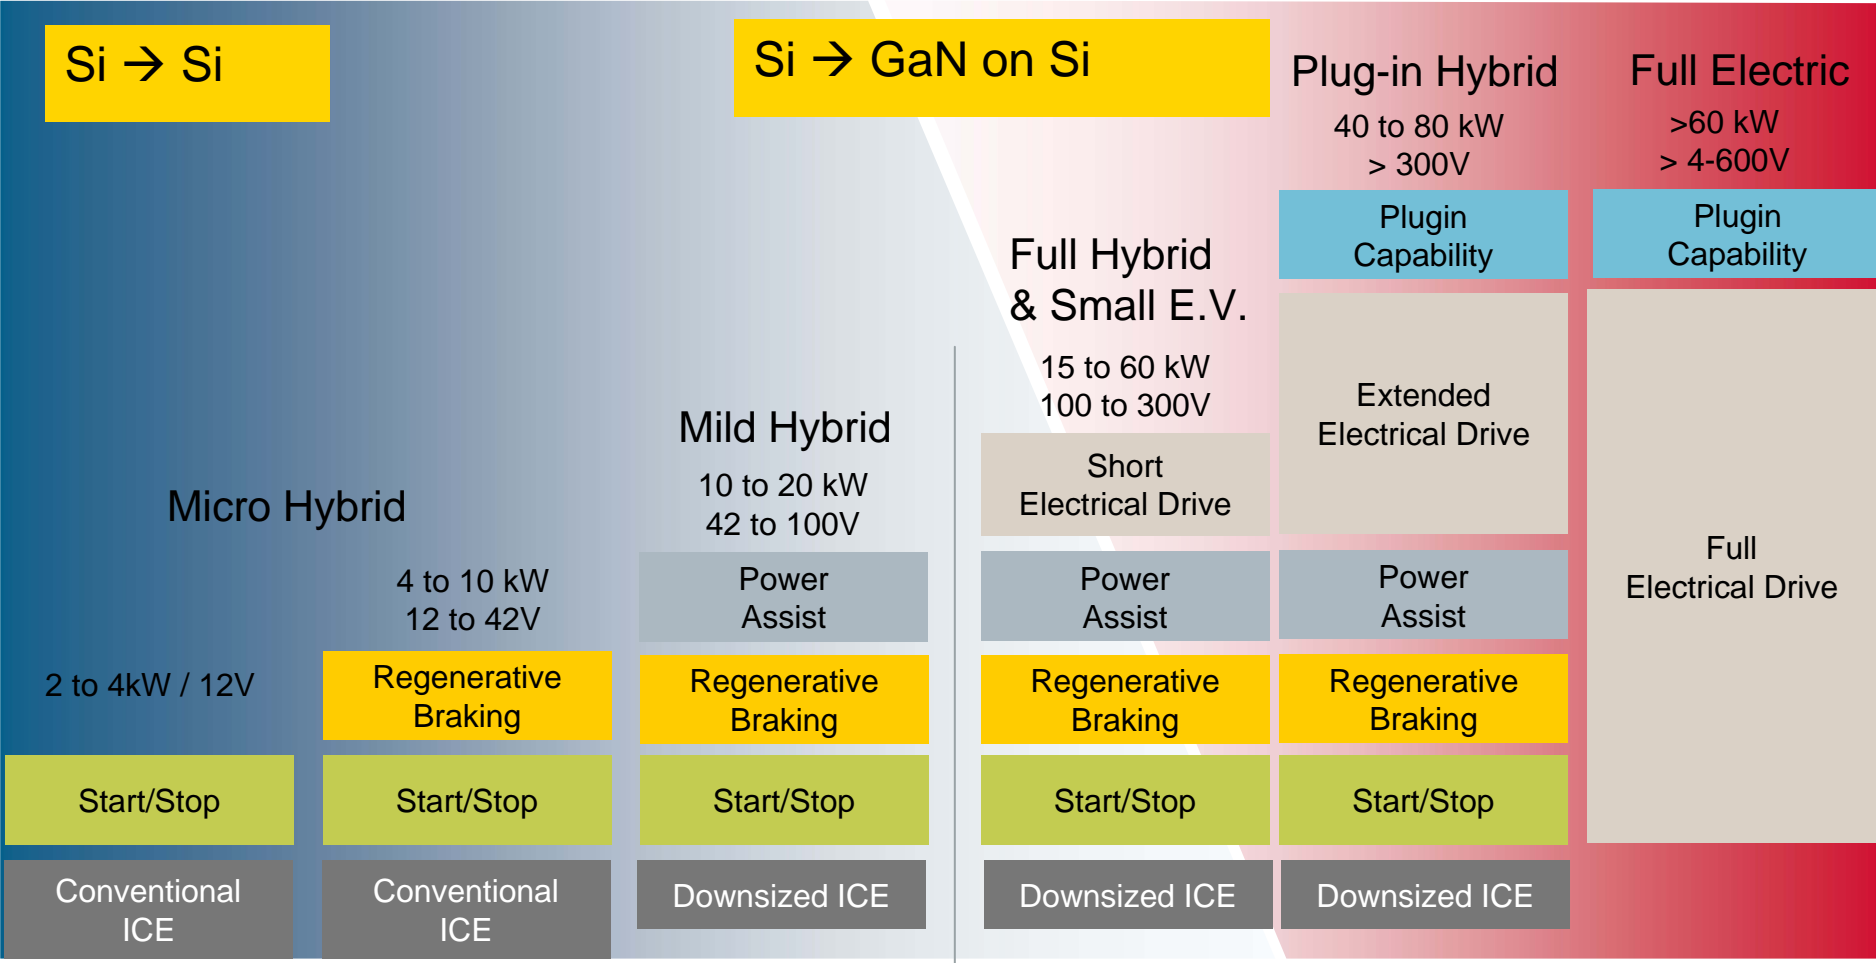 Si → Si
Si → GaN on Si
Micro Hybrid
2 to 4kW / 12V
Start/Stop
Conventional
ICE
4 to 10 kW
12 to 42V
Regenerative
Braking
Start/Stop
Conventional
ICE
Mild Hybrid
10 to 20 kW
42 to 100V
Power
Assist
Regenerative
Braking
Start/Stop
Downsized ICE
Full Hybrid
& Small E.V.
15 to 60 kW
100 to 300V
Short
Electrical Drive
Power
Assist
Regenerative
Braking
Start/Stop
Downsized ICE
Plug-in Hybrid
40 to 80 kW
> 300V
Plugin
Capability
Extended
Electrical Drive
Power
Assist
Regenerative
Braking
Start/Stop
Downsized ICE
Full Electric
>60 kW
> 4-600V
Plugin
Capability
Full
Electrical Drive